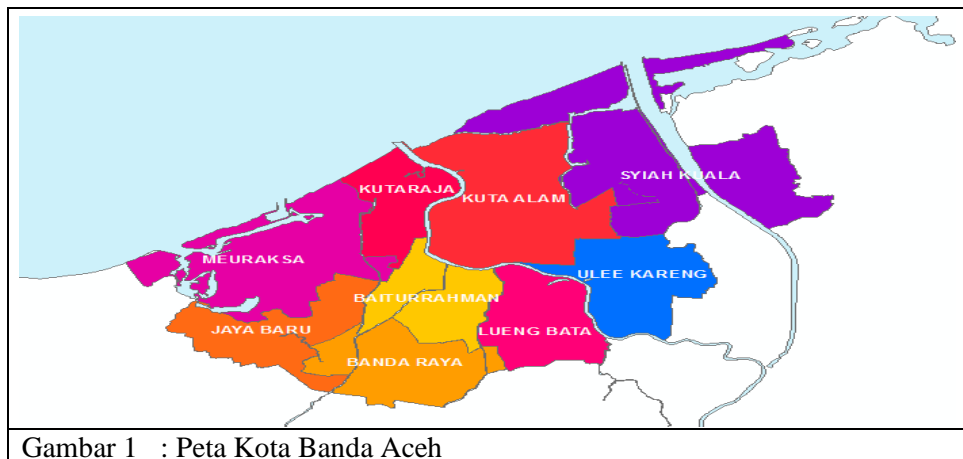 SYIAH KUALA
KUTARAJA
KUTA ALAM
MEURAKSA
ULEE KARENG
BAITURRAHMAN
JAYA BARU
LUENG BATA
BANDA RAYA
Gambar 1 : Peta Kota Banda Aceh